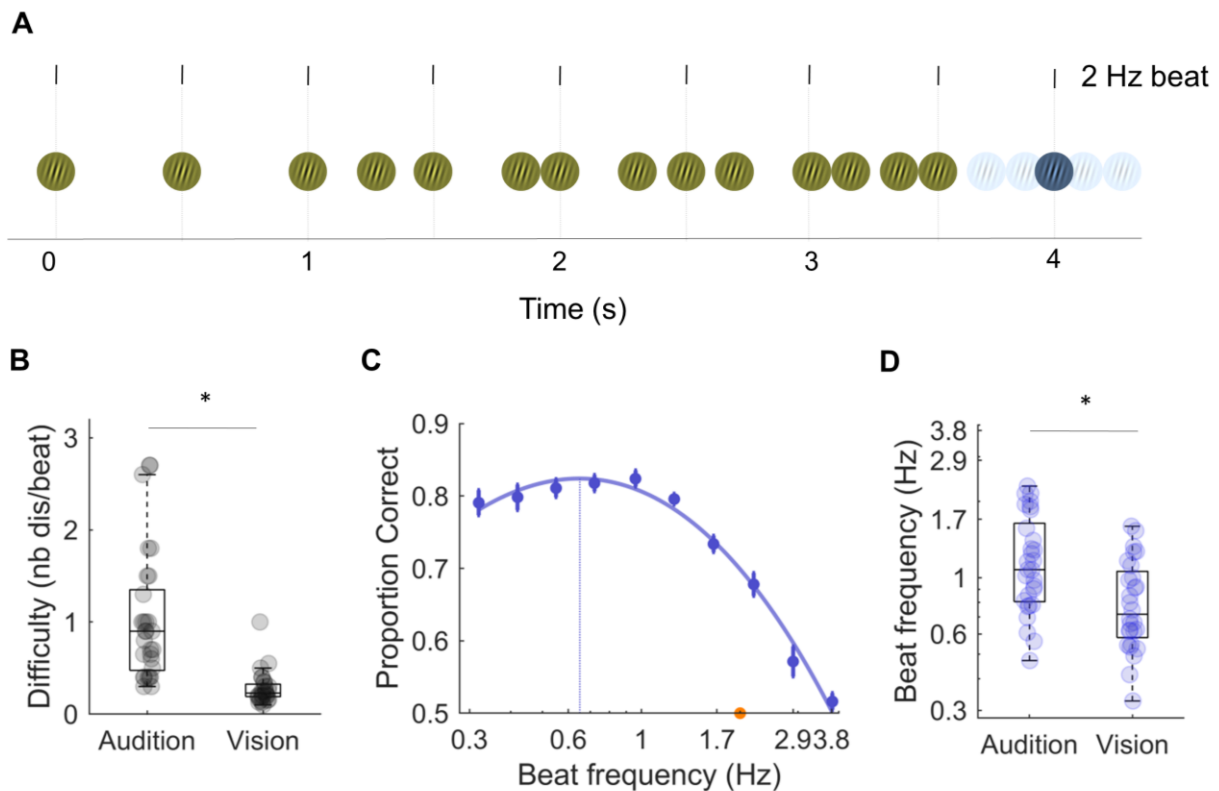 A
2 Hz beat
0 1 2 3 4
Time (s)
B
*
Difficulty (nb dis/beat)
3
2
1
0
Audition Vision
C
Proportion Correct
0.9
0.8
0.7
0.6
0.5
0.3 0.6 1 1.7 2.93.8
Beat frequency (Hz)
D
*
Beat frequency (Hz)
3.8
2.9
1.7
1
0.6
0.3
Audition Vision